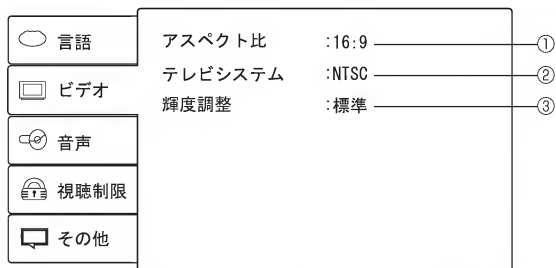 言語
ビデオ
音声
視聴制限
その他
アスペクト比 :16:9 ①
テレビシステム :NTSC ②
輝度調整 :標準 ③